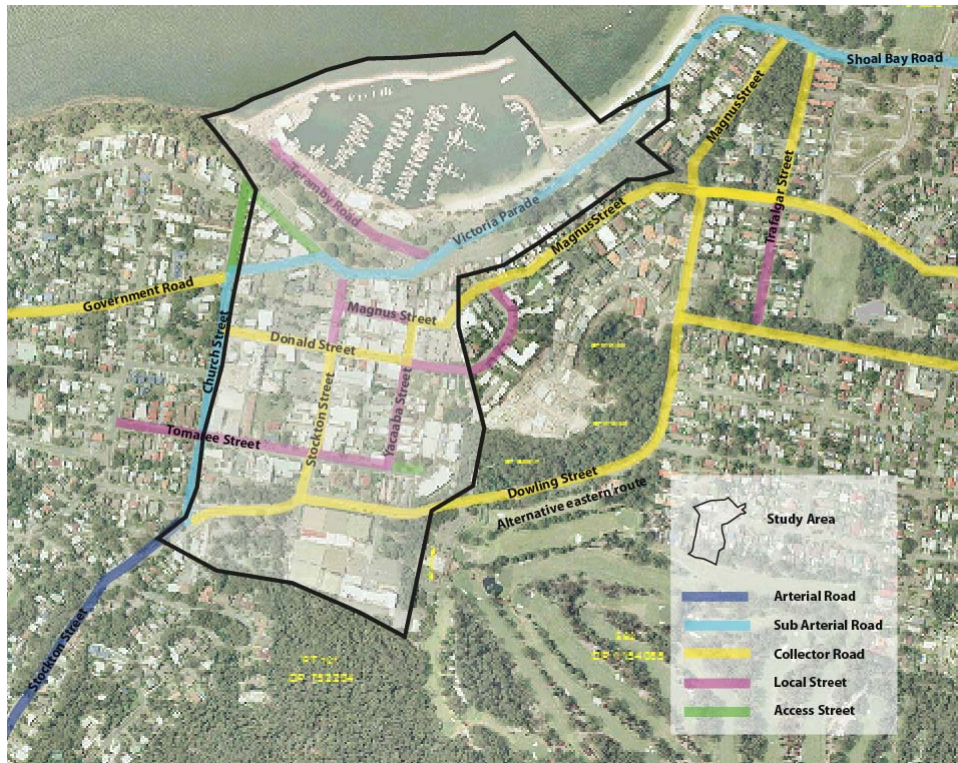 Shoal Bay Road
Magnus Street
Trafalgar Street
Teramby Road
Victoria Parade
Magnus Street
Government Road
Magnus Street
Donald Street
Church Street
Stockton Street
Yacaaba Street
Tomaree Street
Dowling Street
Alternative eastern route
Stockton Street
Study Area
Arterial Road
Sub Arterial Road
Collector Road
Local Street
Access Street